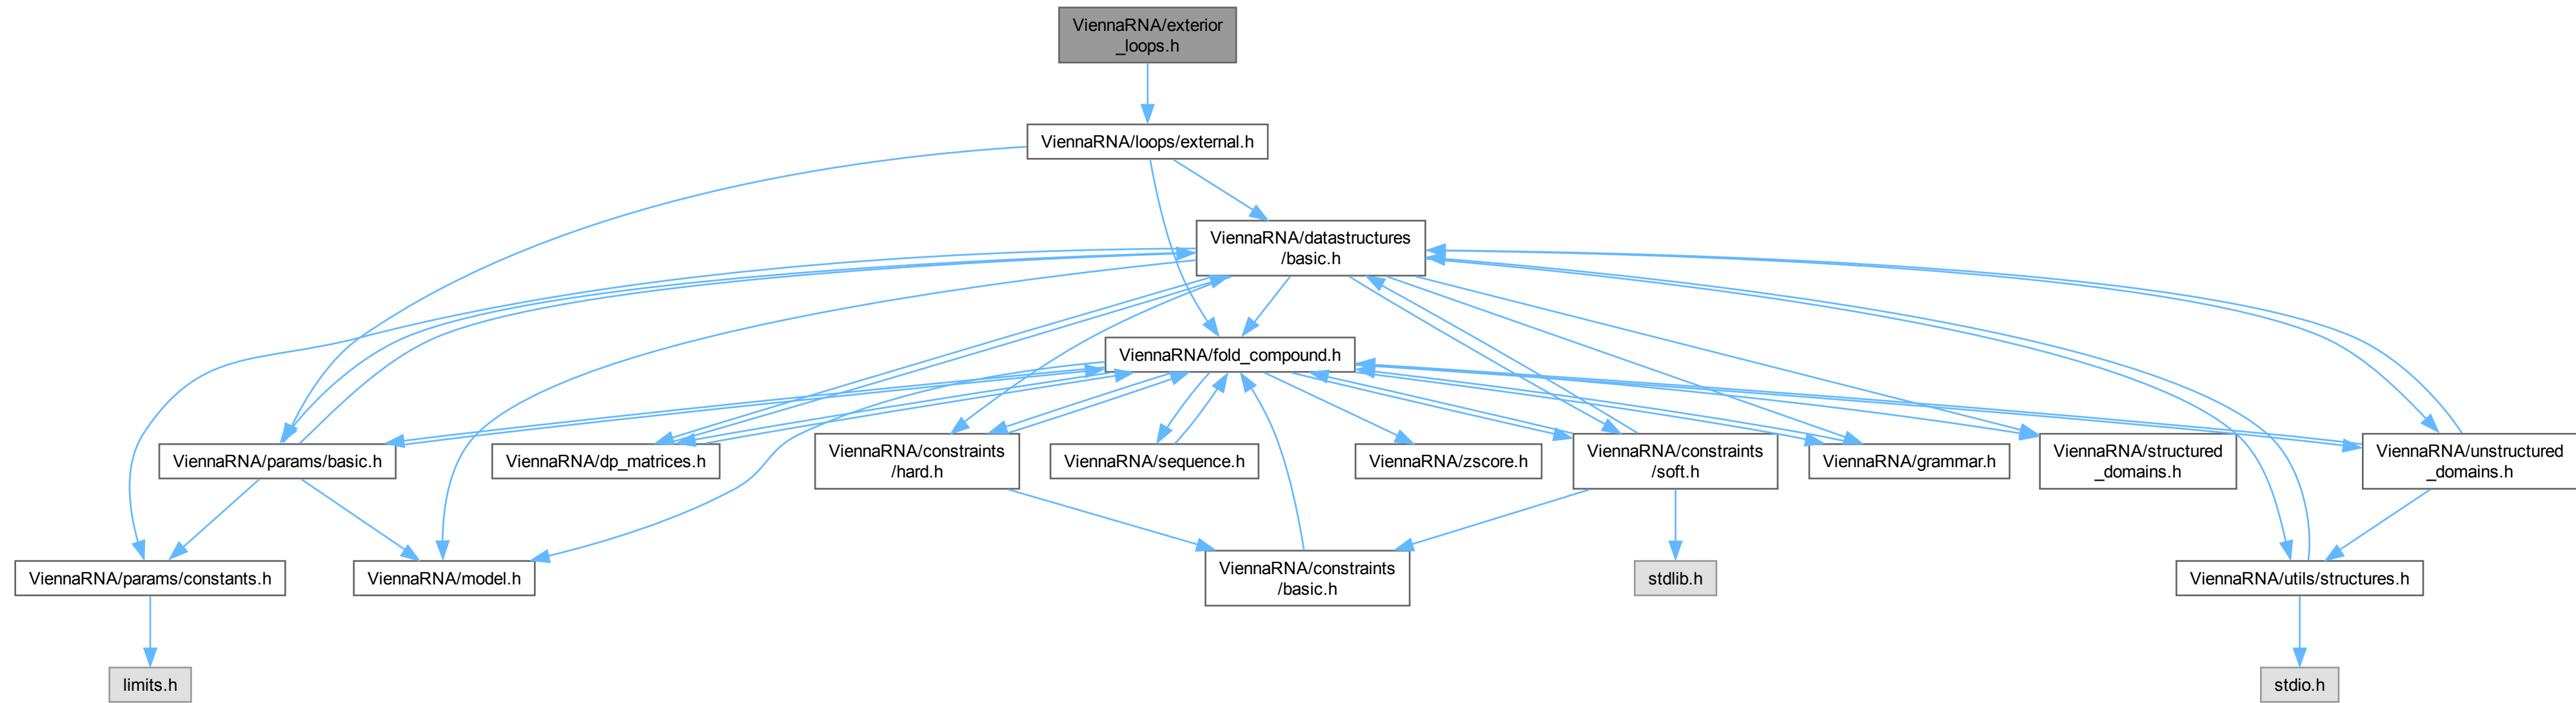 ViennaRNA/exterior
_loops.h
ViennaRNA/loops/external.h
ViennaRNA/datastructures
/basic.h
ViennaRNA/fold_compound.h
ViennaRNA/params/basic.h
ViennaRNA/dp_matrices.h
ViennaRNA/constraints
/hard.h
ViennaRNA/sequence.h
ViennaRNA/zscore.h
ViennaRNA/constraints
/soft.h
ViennaRNA/grammar.h
ViennaRNA/structured
_domains.h
ViennaRNA/unstructured
_domains.h
ViennaRNA/params/constants.h
ViennaRNA/model.h
ViennaRNA/constraints
/basic.h
stdlib.h
ViennaRNA/utils/structures.h
limits.h
stdio.h